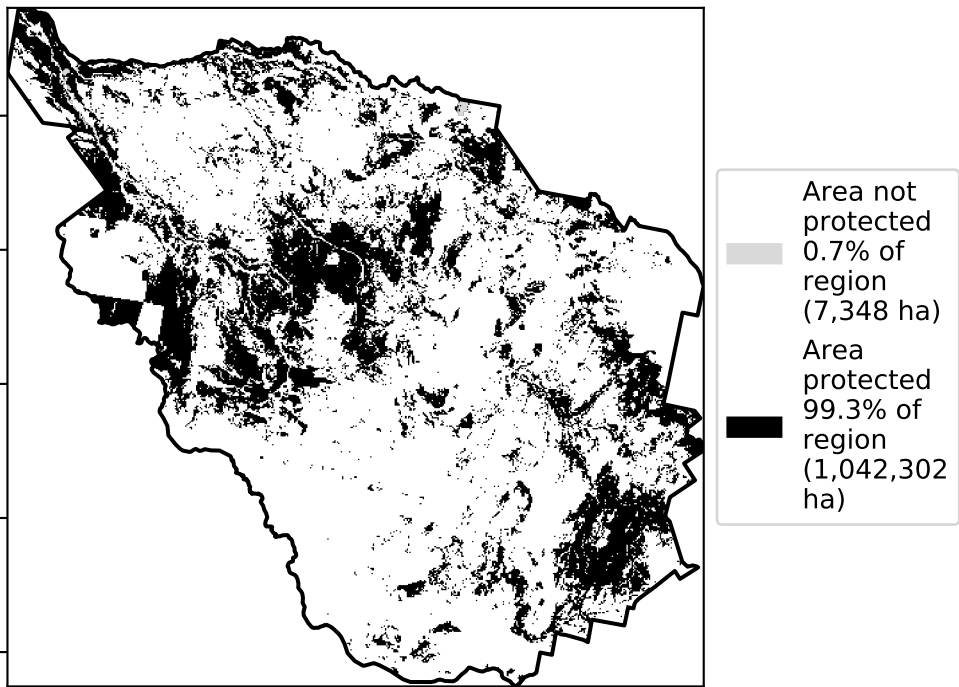 Area not
protected
0.7% of
region
(7,348 ha)
Area
protected
99.3% of
region
(1,042,302
ha)